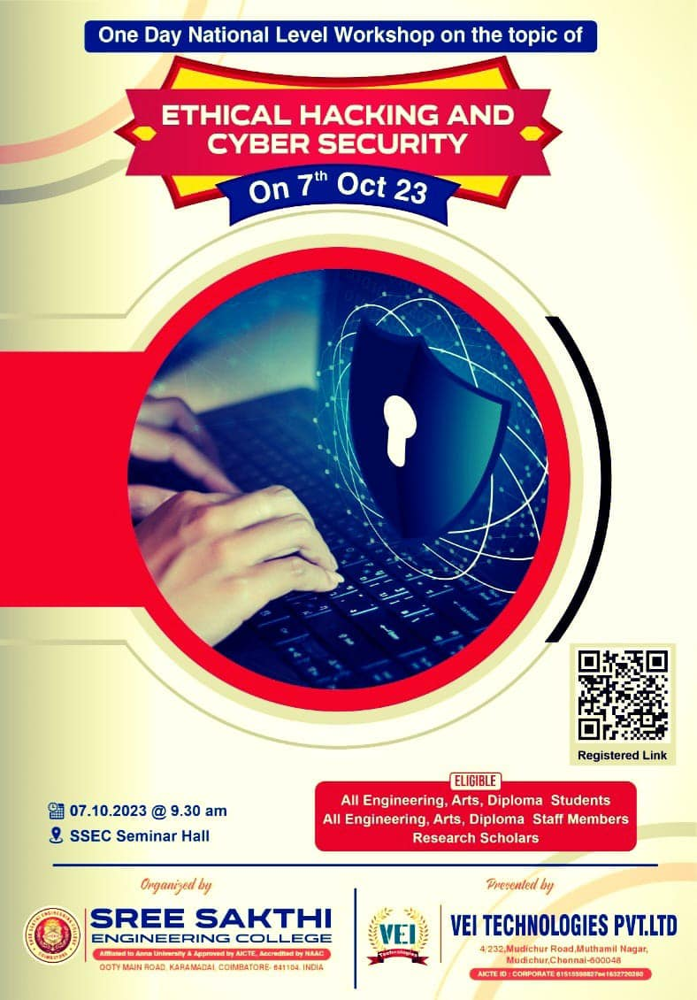 One Day National Level Workshop on the topic of
ETHICAL HACKING AND
CYBER SECURITY
On 7th Oct 23
Registered Link
07.10.2023 @ 9.30 am
SSEC Seminar Hall
ELIGIBLE
All Engineering, Arts, Diploma Students
All Engineering, Arts, Diploma Staff Members
Research Scholars
Organized by
SREE SAKTHI
ENGINEERING COLLEGE
Affiliated to Anna University & Approved by AICTE, Accredited by NAAC
OOTY MAIN ROAD, KARAMADAI, COIMBATORE- 641104. INDIA
Presented by
VEI
Technologies
VEI TECHNOLOGIES PVT.LTD
4/232,Mudichur Road,Muthamil Nagar,
Mudichur,Chennai-600048
AICTE ID : CORPORATE